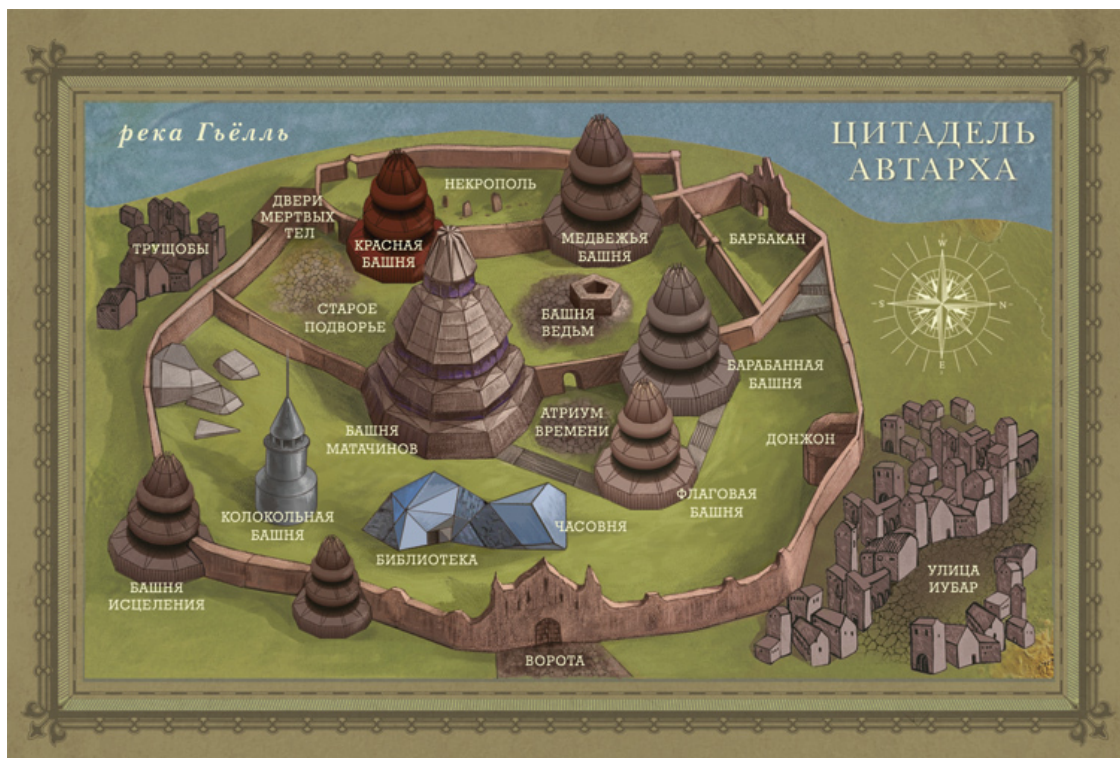 река Гьёлль
ЦИТАДЕЛЬ
АВТАРХА
НЕКРОПОЛЬ
ДВЕРИ
МЕРТВЫХ
ТЕЛ
ТРУЩОБЫ
КРАСНАЯ
БАШНЯ
МЕДВЕЖЬЯ
БАШНЯ
БАРБАКАН
W
S
N
E
СТАРОЕ
ПОДВОРЬЕ
БАШНЯ
ВЕДЬМ
БАРАБАННАЯ
БАШНЯ
БАШНЯ
МАТАЧИНОВ
АТРИУМ
ВРЕМЕНИ
ДОНЖОН
ФЛАГОВАЯ
БАШНЯ
КОЛОКОЛЬНАЯ
БАШНЯ
ЧАСОВНЯ
БИБЛИОТЕКА
БАШНЯ
ИСЦЕЛЕНИЯ
УЛИЦА
ИУБАР
ВОРОТА